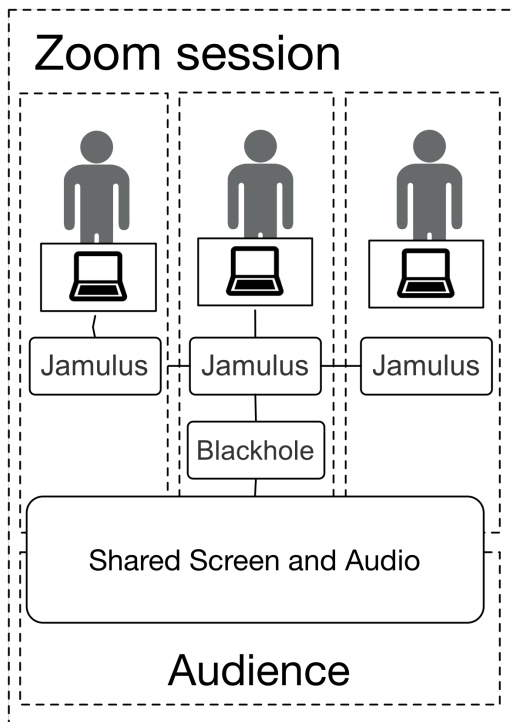 Zoom session
Jamulus
Jamulus
Jamulus
Blackhole
Shared Screen and Audio
Audience